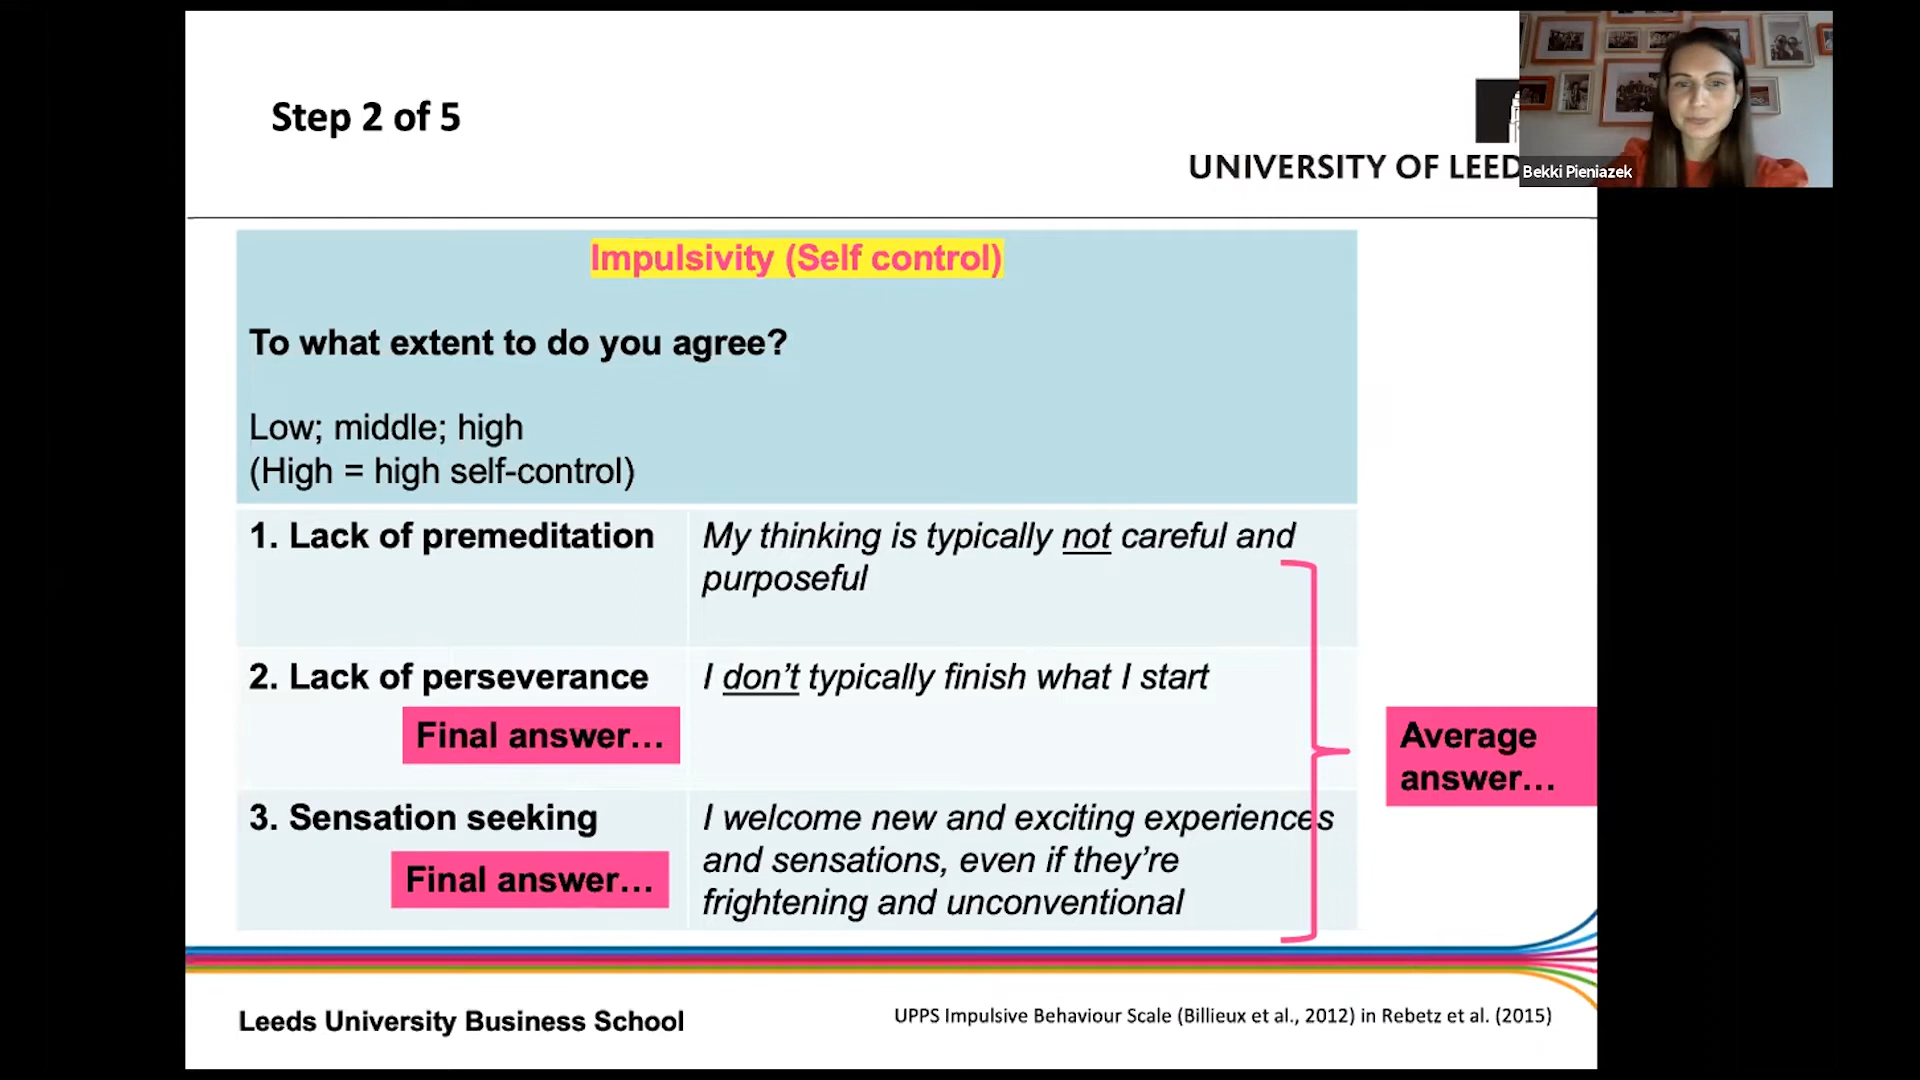 Step 2 of 5
UNIVERSITY OF LEED
Bekki Pieniazek
Impulsivity (Self control)
To what extent to do you agree?
Low; middle; high
(High = high self-control)
1. Lack of premeditation
My thinking is typically not careful and
purposeful
2. Lack of perseverance
I don't typically finish what I start
Final answer…
Average
answer…
3. Sensation seeking
I welcome new and exciting experiences
and sensations, even if they're
frightening and unconventional
Final answer…
Leeds University Business School
UPPS Impulsive Behaviour Scale (Billieux et al., 2012) in Rebetz et al. (2015)